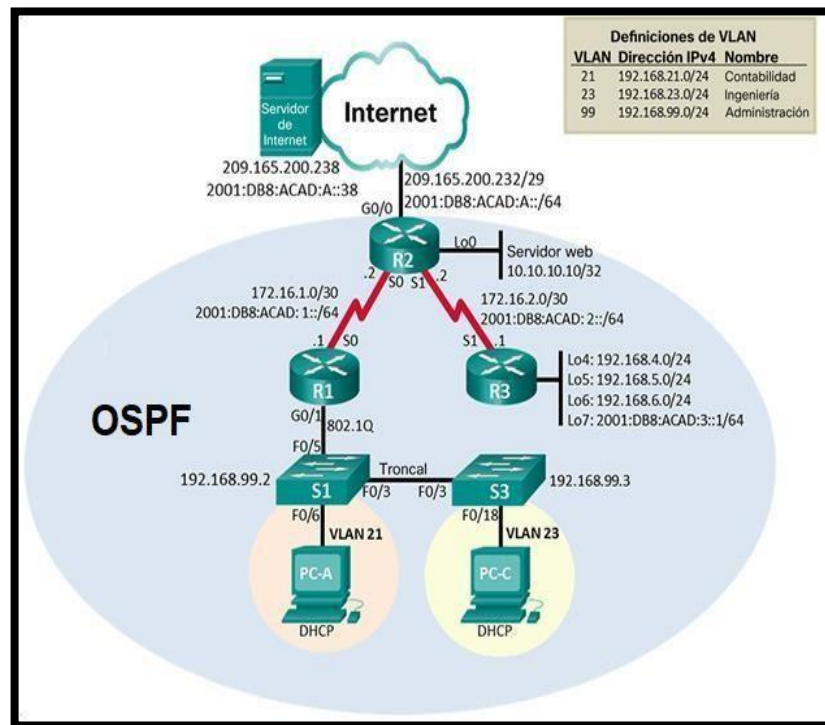 Definiciones de VLAN
VLAN Dirección IPv4 Nombre
21 192.168.21.0/24 Contabilidad
23 192.168.23.0/24 Ingeniería
99 192.168.99.0/24 Administración
Servidor
de
Internet
Internet
209.165.200.238
2001:DB8:ACAD:A::38
209.165.200.232/29
2001:DB8:ACAD:A::/64
G0/0
R2
Lo0
Servidor web
10.10.10.10/32
.2
S0
S1
.2
172.16.1.0/30
2001:DB8:ACAD: 1::/64
172.16.2.0/30
2001:DB8:ACAD: 2::/64
.1
S0
S1
.1
R1
R3
Lo4: 192.168.4.0/24
Lo5: 192.168.5.0/24
Lo6: 192.168.6.0/24
Lo7: 2001:DB8:ACAD:3::1/64
OSPF
G0/1
802.1Q
F0/5
192.168.99.2
S1
Troncal
F0/3
F0/3
S3
192.168.99.3
F0/6
F0/18
VLAN 21
VLAN 23
PC-A
PC-C
DHCP
DHCP